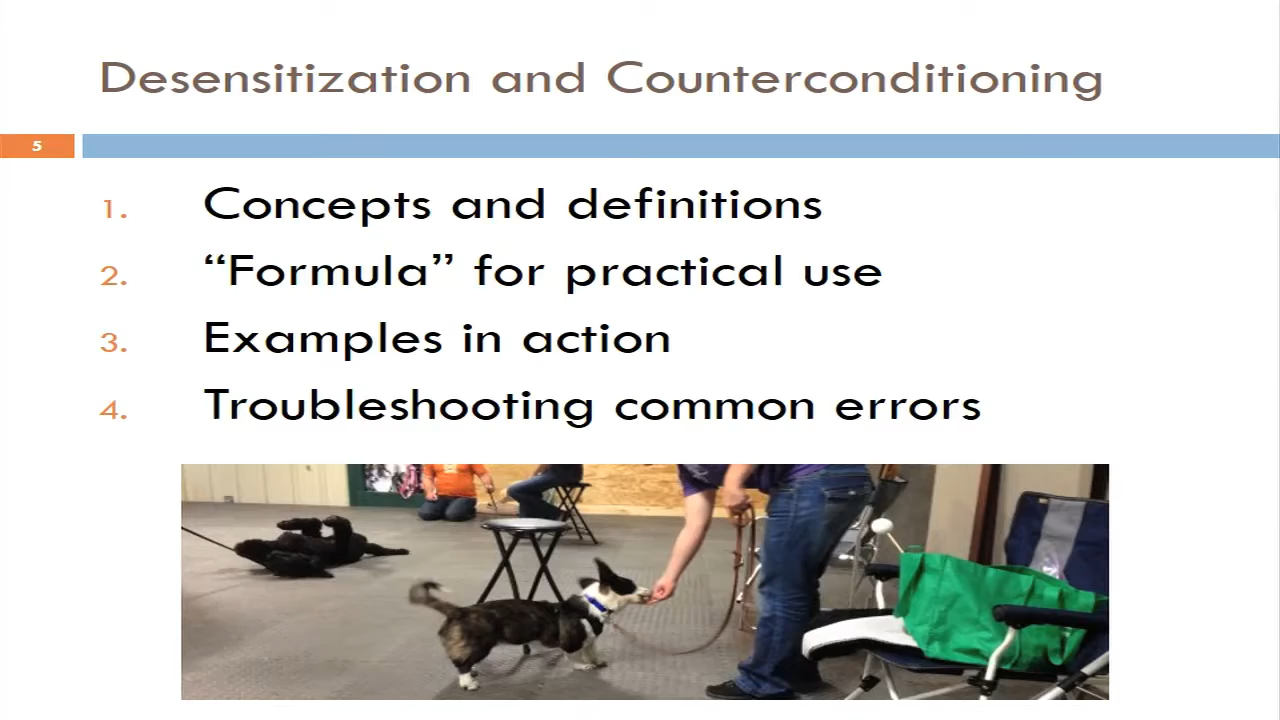 Desensitization and Counterconditioning
5
1. Concepts and definitions
2. “Formula” for practical use
3. Examples in action
4. Troubleshooting common errors